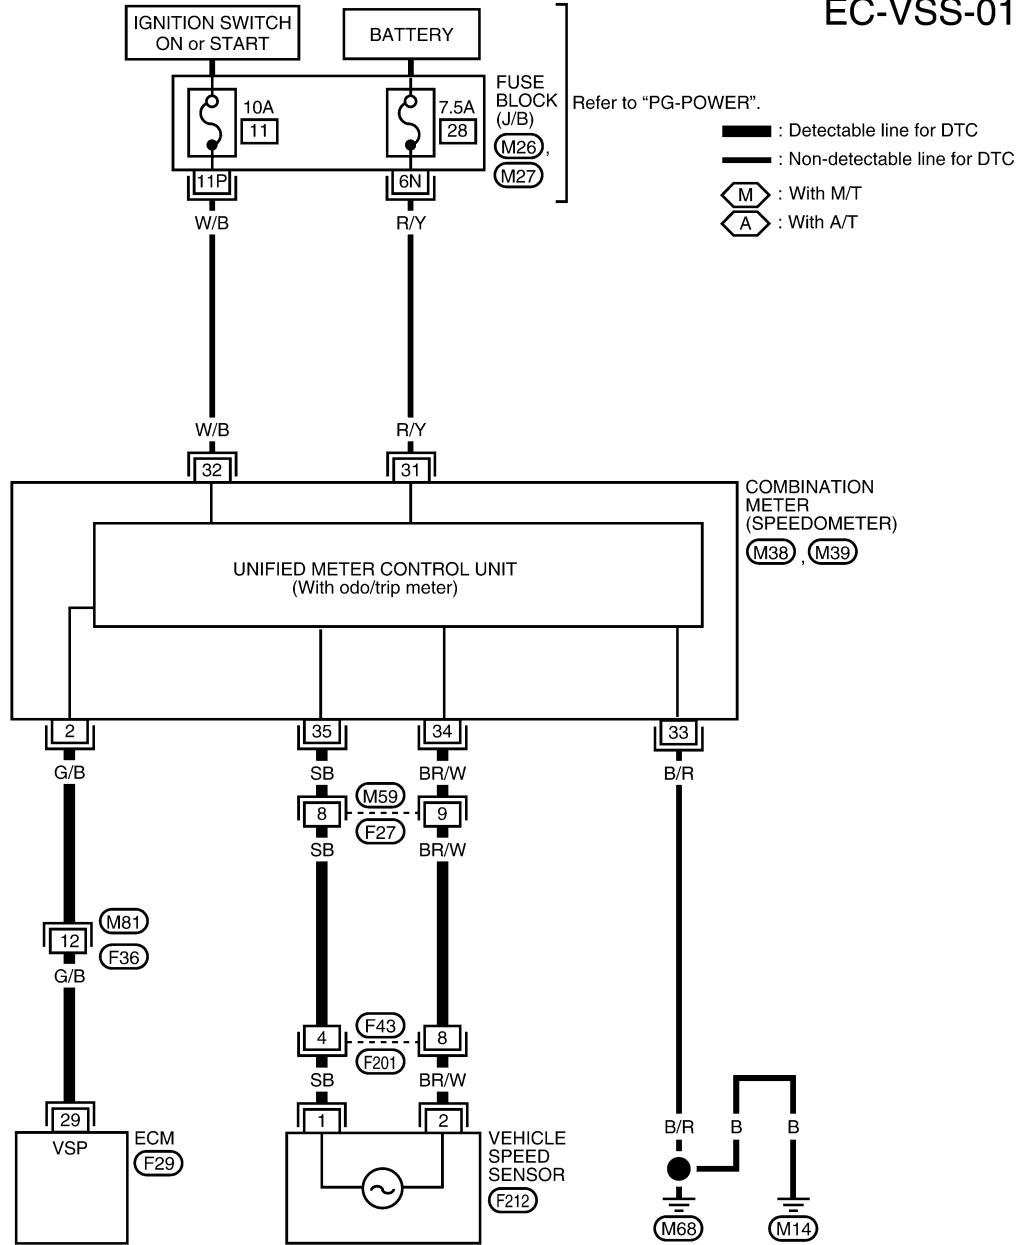 EC-VSS-01
IGNITION SWITCH
ON or START
BATTERY
10A
11
7.5A
28
FUSE
BLOCK
(J/B)
M26 ,
M27
Refer to “PG-POWER”.
: Detectable line for DTC
: Non-detectable line for DTC
M : With M/T
A : With A/T
11P
6N
W/B
R/Y
W/B
R/Y
32
31
COMBINATION
METER
(SPEEDOMETER)
M38 , M39
UNIFIED METER CONTROL UNIT
(With odo/trip meter)
2
35
34
33
G/B
SB
BR/W
B/R
8
M59
F27
9
SB
BR/W
12
M81
F36
G/B
4
F43
F201
8
SB
BR/W
29
1
2
VSP
ECM
F29
VEHICLE
SPEED
SENSOR
F212
B/R
B
B
M68
M14